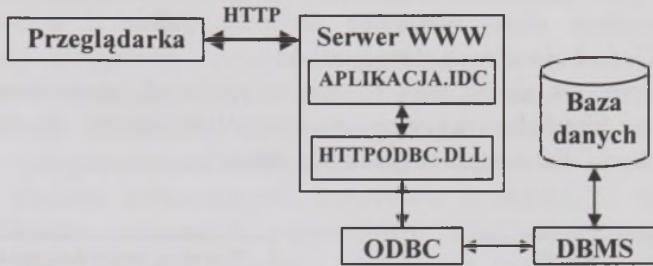 HTTP
Przeglądarka
Serwer WWW
APLIKACJA.IDC
HTTPODBC.DLL
Baza
danych
ODBC
DBMS